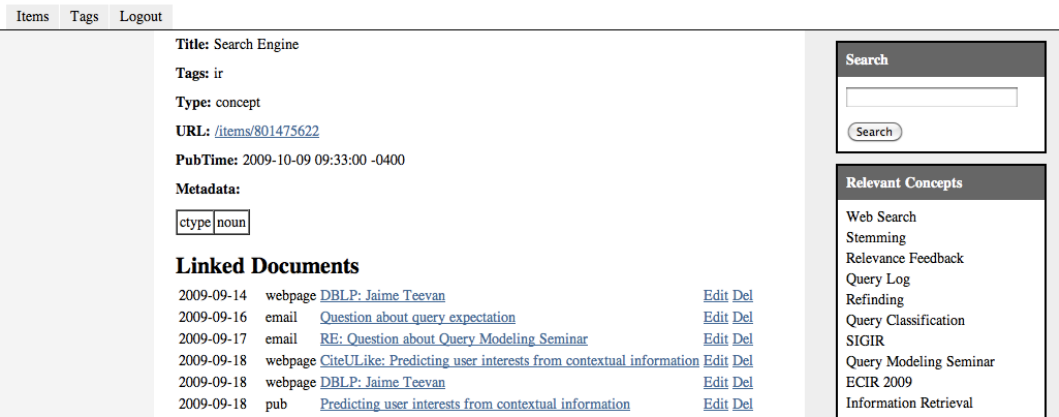 Items Tags Logout
Title: Search Engine
Tags: ir
Type: concept
URL: /items/801475622
PubTime: 2009-10-09 09:33:00 -0400
Metadata:
ctype noun
Linked Documents
2009-09-14 webpage DBLP: Jaime Teevan Edit Del
2009-09-16 email Question about query expectation Edit Del
2009-09-17 email RE: Question about Query Modeling Seminar Edit Del
2009-09-18 webpage CiteULike: Predicting user interests from contextual information Edit Del
2009-09-18 webpage DBLP: Jaime Teevan Edit Del
2009-09-18 pub Predicting user interests from contextual information Edit Del
Search
Search
Relevant Concepts
Web Search
Stemming
Relevance Feedback
Query Log
Refinding
Query Classification
SIGIR
Query Modeling Seminar
ECIR 2009
Information Retrieval